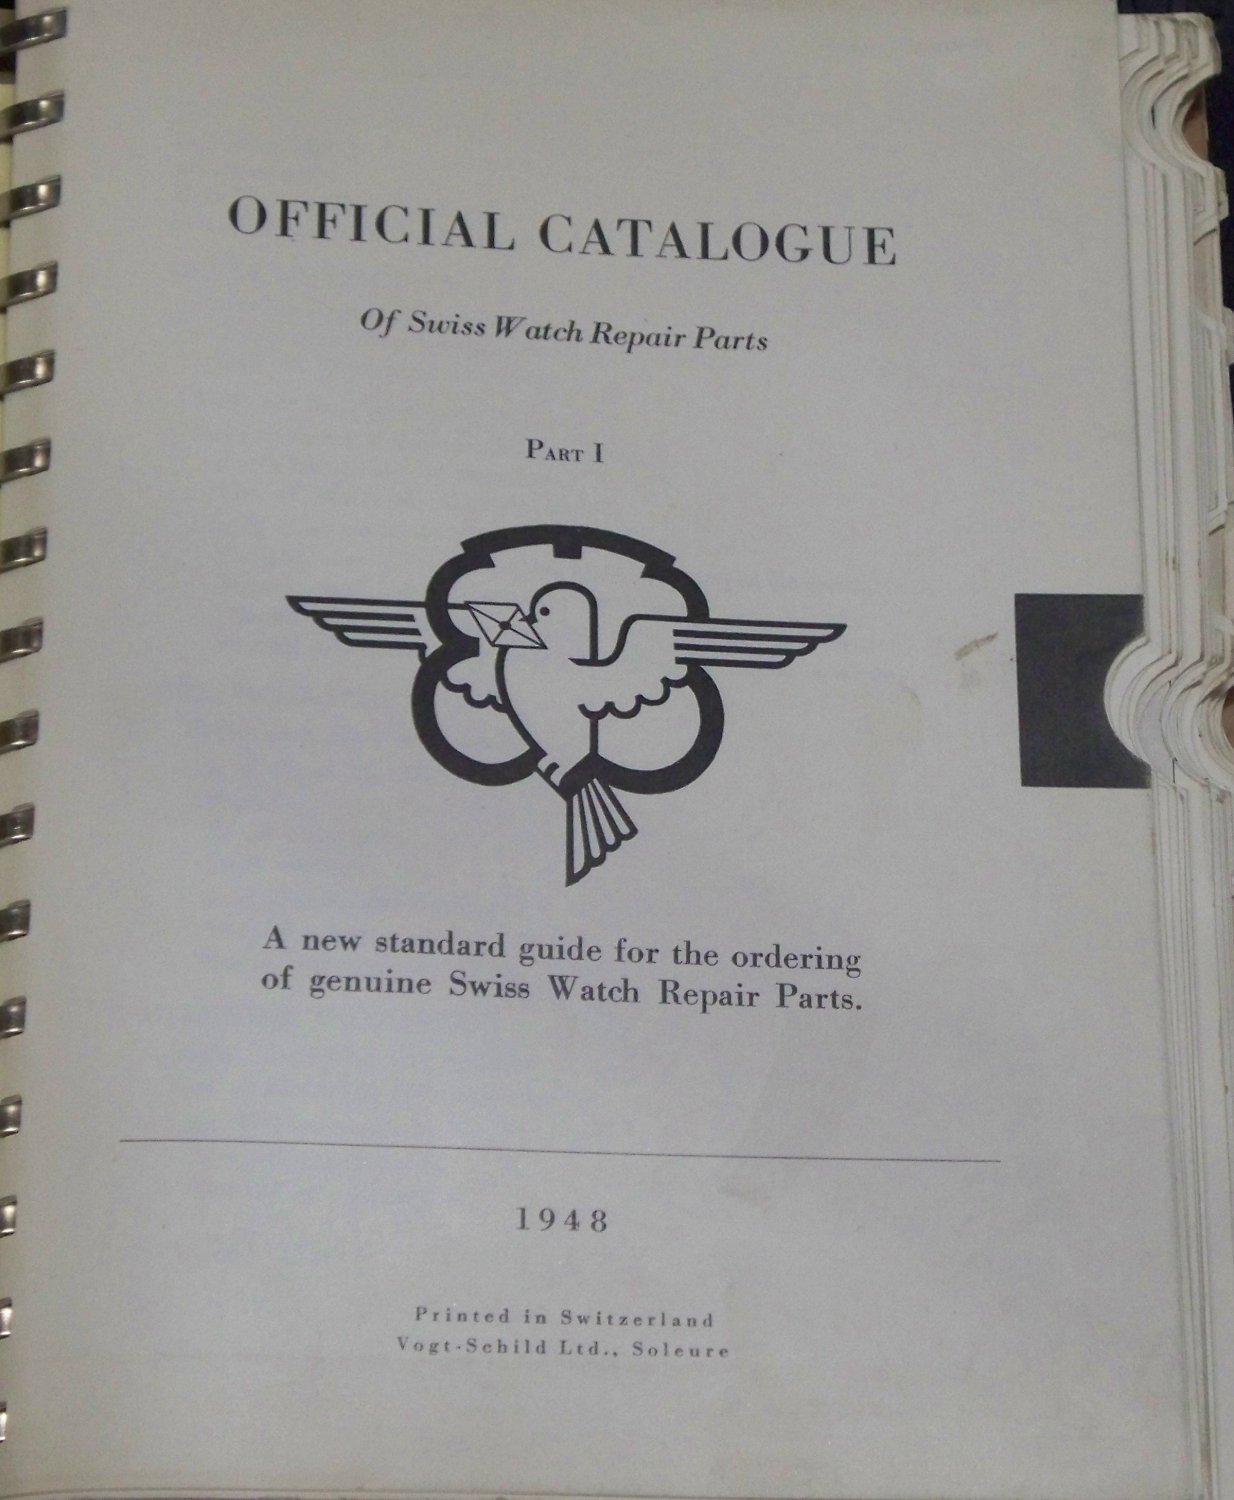 OFFICIAL CATALOGUE
Of Swiss Watch Repair Parts
PART I
A new standard guide for the ordering
of genuine Swiss Watch Repair Parts.
1948
Printed in Switzerland
Vogt-Schild Ltd., Soleure